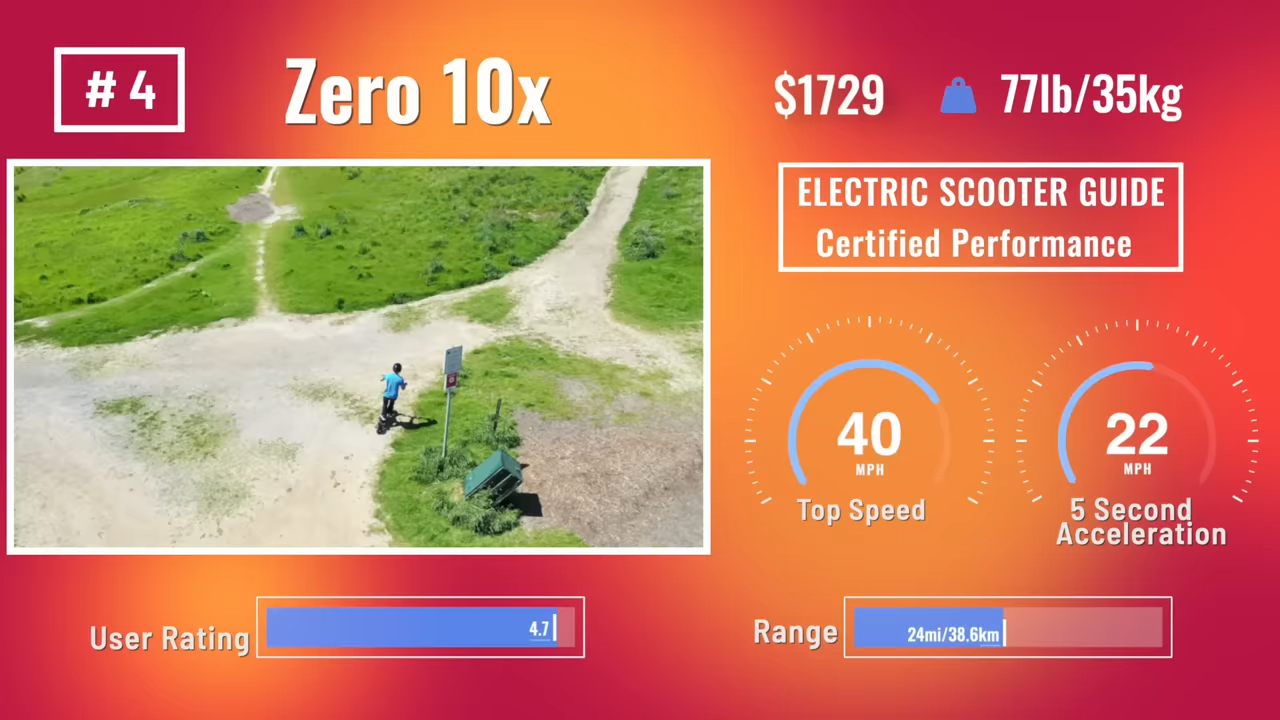 # 4
Zero 10x
$1729
77lb/35kg
ELECTRIC SCOOTER GUIDE
Certified Performance
40
MPH
Top Speed
22
MPH
5 Second
Acceleration
User Rating
4.7
Range
24mi/38.6km